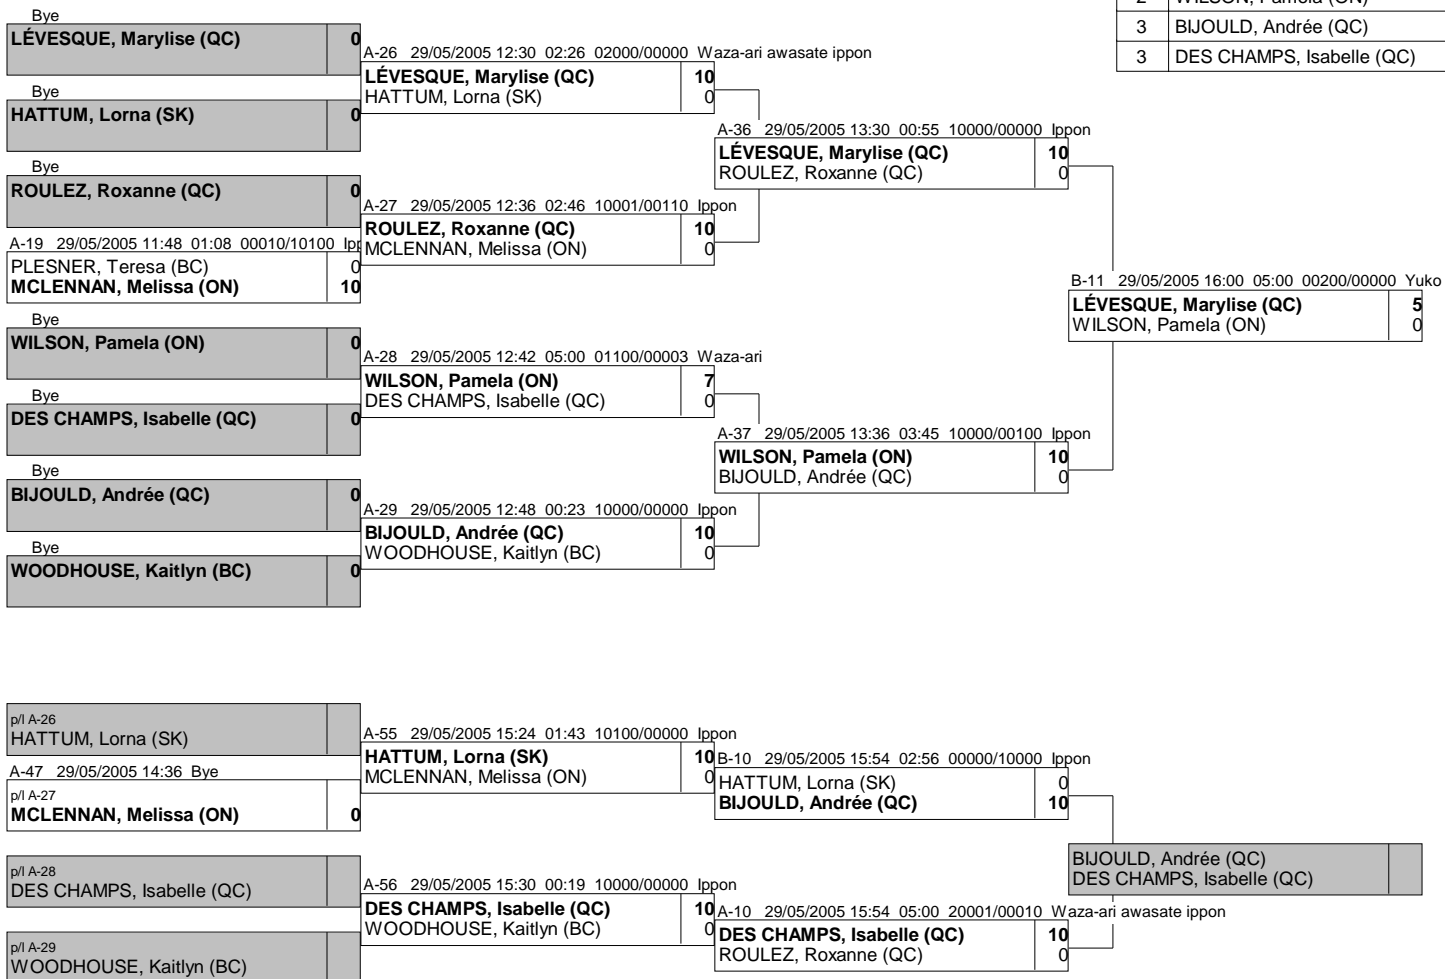 2 WILSON, Pamela (ON)
3 BIJOULD, Andrée (QC)
3 DES CHAMPS, Isabelle (QC)
Bye
LÉVESQUE, Marylise (QC) 0
Bye
HATTUM, Lorna (SK) 0
Bye
ROULEZ, Roxanne (QC) 0
A-19 29/05/2005 11:48 01:08 00010/10100 Ipp
PLESNER, Teresa (BC) 0
MCLENNAN, Melissa (ON) 10
Bye
WILSON, Pamela (ON) 0
Bye
DES CHAMPS, Isabelle (QC) 0
Bye
BIJOULD, Andrée (QC) 0
Bye
WOODHOUSE, Kaitlyn (BC) 0
A-26 29/05/2005 12:30 02:26 02000/00000 Waza-ari awasate ippon
LÉVESQUE, Marylise (QC) 10
HATTUM, Lorna (SK) 0
A-27 29/05/2005 12:36 02:46 10001/00110 Ippon
ROULEZ, Roxanne (QC) 10
MCLENNAN, Melissa (ON) 0
A-28 29/05/2005 12:42 05:00 01100/00003 Waza-ari
WILSON, Pamela (ON) 7
DES CHAMPS, Isabelle (QC) 0
A-29 29/05/2005 12:48 00:23 10000/00000 Ippon
BIJOULD, Andrée (QC) 10
WOODHOUSE, Kaitlyn (BC) 0
A-36 29/05/2005 13:30 00:55 10000/00000 Ippon
LÉVESQUE, Marylise (QC) 10
ROULEZ, Roxanne (QC) 0
A-37 29/05/2005 13:36 03:45 10000/00100 Ippon
WILSON, Pamela (ON) 10
BIJOULD, Andrée (QC) 0
B-11 29/05/2005 16:00 05:00 00200/00000 Yuko
LÉVESQUE, Marylise (QC) 5
WILSON, Pamela (ON) 0
p/l A-26
HATTUM, Lorna (SK)
A-47 29/05/2005 14:36 Bye
p/l A-27
MCLENNAN, Melissa (ON) 0
p/l A-28
DES CHAMPS, Isabelle (QC)
p/l A-29
WOODHOUSE, Kaitlyn (BC)
A-55 29/05/2005 15:24 01:43 10100/00000 Ippon
HATTUM, Lorna (SK) 10
MCLENNAN, Melissa (ON) 0
A-56 29/05/2005 15:30 00:19 10000/00000 Ippon
DES CHAMPS, Isabelle (QC) 10
WOODHOUSE, Kaitlyn (BC) 0
B-10 29/05/2005 15:54 02:56 00000/10000 Ippon
HATTUM, Lorna (SK) 0
BIJOULD, Andrée (QC) 10
A-10 29/05/2005 15:54 05:00 20001/00010 Waza-ari awasate ippon
DES CHAMPS, Isabelle (QC) 10
ROULEZ, Roxanne (QC) 0
BIJOULD, Andrée (QC)
DES CHAMPS, Isabelle (QC)